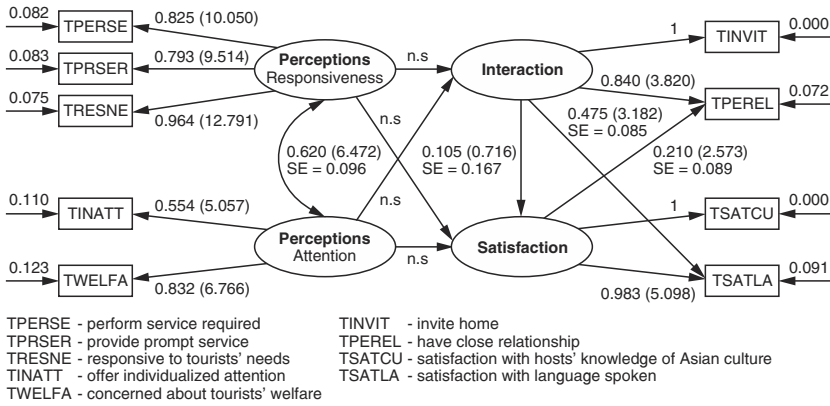 0.082
TPERSE
0.825 (10.050)
0.083
TPRSER
0.793 (9.514)
0.075
TRESNE
0.964 (12.791)
Perceptions
Responsiveness
n.s
Interaction
1
TINVIT
0.000
0.840 (3.820)
TPEREL
0.072
0.475 (3.182)
SE = 0.085
n.s
0.620 (6.472)
SE = 0.096
0.105 (0.716)
SE = 0.167
0.210 (2.573)
SE = 0.089
n.s
0.110
TINATT
0.554 (5.057)
0.123
TWELFA
0.832 (6.766)
Perceptions
Attention
n.s
Satisfaction
1
TSATCU
0.000
TSATLA
0.091
0.983 (5.098)
TPERSE - perform service required
TPRSER - provide prompt service
TRESNE - responsive to tourists' needs
TINATT - offer individualized attention
TWELFA - concerned about tourists' welfare
TINVIT - invite home
TPEREL - have close relationship
TSATCU - satisfaction with hosts' knowledge of Asian culture
TSATLA - satisfaction with language spoken